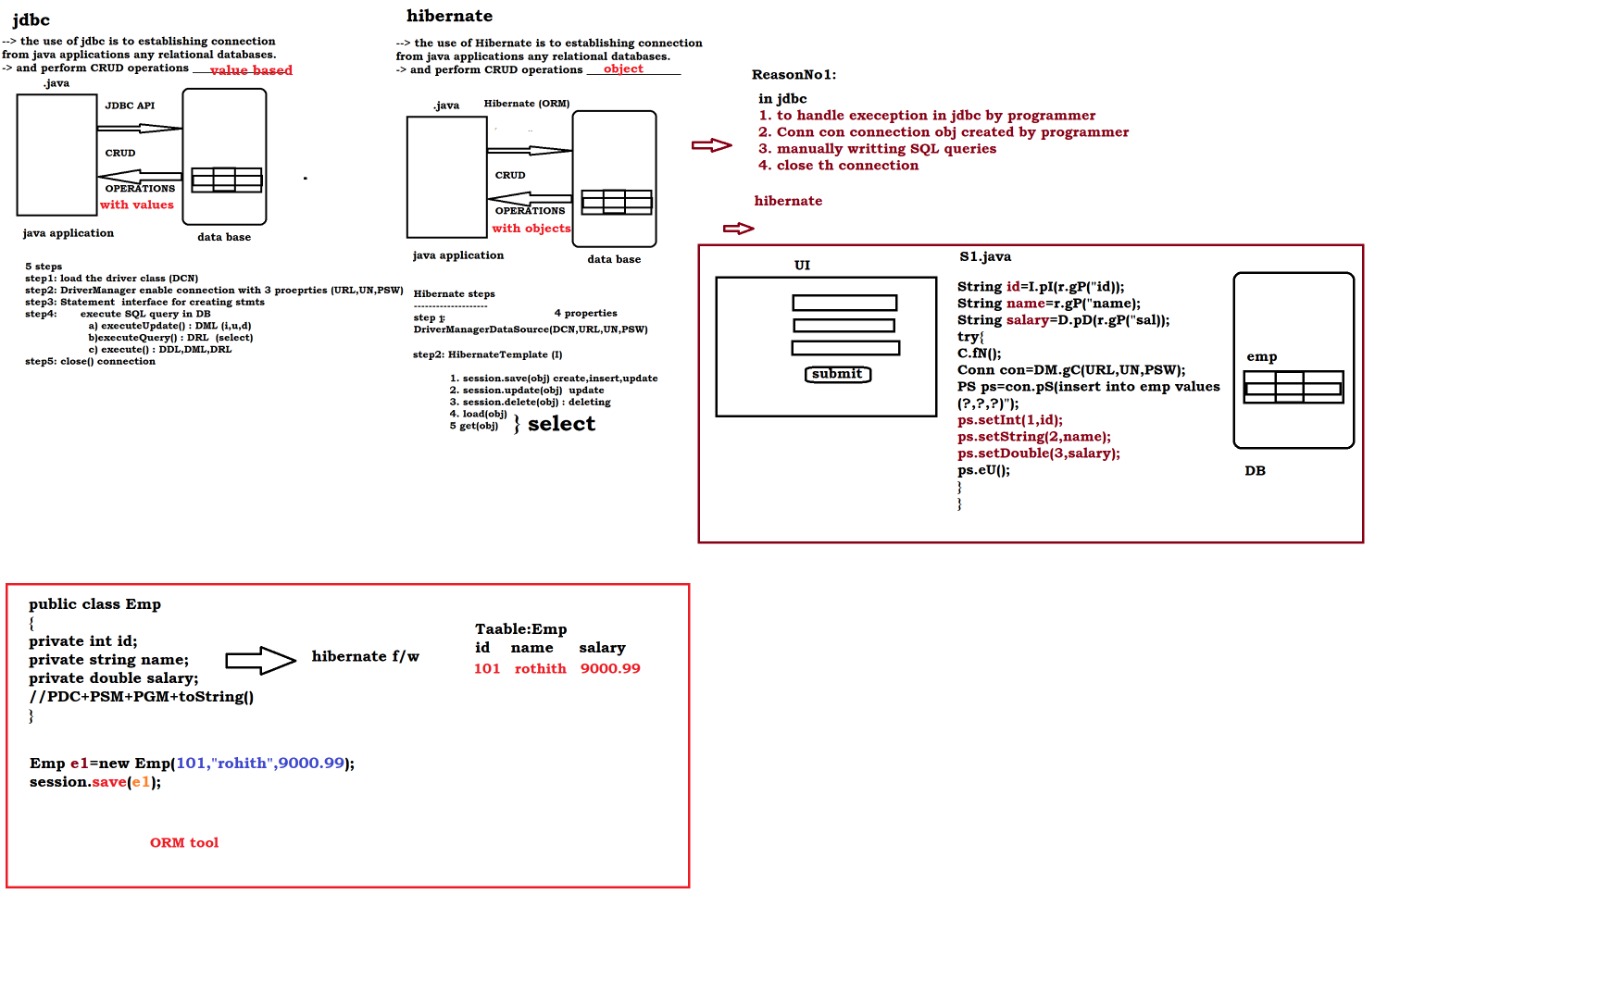 jdbc
--> the use of jdbc is to establishing connection
from java applications any relational databases.
-> and perform CRUD operations ___value based
.java
JDBC API
CRUD
OPERATIONS
with values
java application
data base
5 steps
step1: load the driver class (DCN)
step2: DriverManager enable connection with 3 proeprties (URL,UN,PSW)
step3: Statement interface for creating stmts
step4: execute SQL query in DB
a) executeUpdate() : DML (i,u,d)
b)executeQuery() : DRL (select)
c) execute() : DDL,DML,DRL
step5: close() connection
hibernate
--> the use of Hibernate is to establishing connection
from java applications any relational databases.
-> and perform CRUD operations ___object___
.java
Hibernate (ORM)
CRUD
OPERATIONS
with objects
java application
data base
Hibernate steps
--------------------
step 1:
4 properties
DriverManagerDataSource(DCN,URL,UN,PSW)
step2: HibernateTemplate (I)
1. session.save(obj) create,insert,update
2. session.update(obj) update
3. session.delete(obj) : deleting
4. load(obj)
5 get(obj)
} select
ReasonNo1:
in jdbc
1. to handle exeception in jdbc by programmer
2. Conn con connection obj created by programmer
3. manually writting SQL queries
4. close th connection
hibernate
UI
submit
S1.java
String id=I.pI(r.gP("id));
String name=r.gP("name);
String salary=D.pD(r.gP("sal));
try{
C.fN();
Conn con=DM.gC(URL,UN,PSW);
PS ps=con.pS(insert into emp values
(?,?,?)");
ps.setInt(1,id);
ps.setString(2,name);
ps.setDouble(3,salary);
ps.eU();
}
}
emp
DB
public class Emp
{
private int id;
private string name;
private double salary;
//PDC+PSM+PGM+toString()
}
hibernate f/w
Taable:Emp
id name salary
101 rothith 9000.99
Emp e1=new Emp(101,"rohith",9000.99);
session.save(e1);
ORM tool